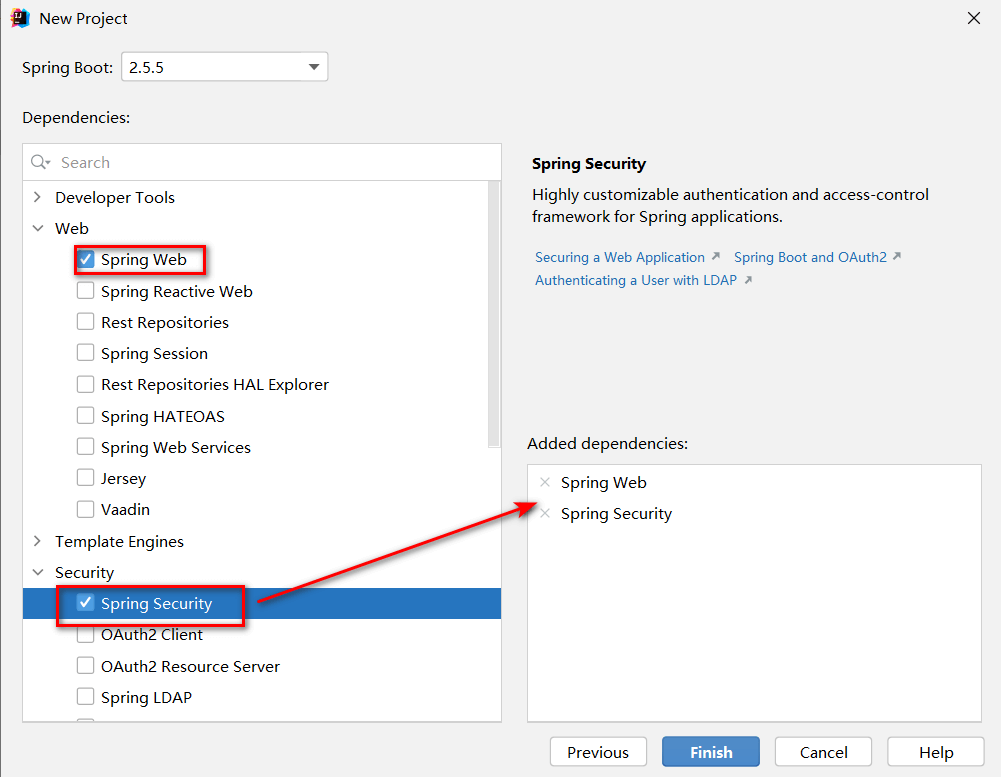 New Project
Spring Boot: 2.5.5
Dependencies:
Search
Developer Tools
Web
Spring Web
Spring Reactive Web
Rest Repositories
Spring Session
Rest Repositories HAL Explorer
Spring HATEOAS
Spring Web Services
Jersey
Vaadin
Template Engines
Security
Spring Security
OAuth2 Client
OAuth2 Resource Server
Spring LDAP
Spring Security
Highly customizable authentication and access-control
framework for Spring applications.
Securing a Web Application Spring Boot and OAuth2
Authenticating a User with LDAP
Added dependencies:
Spring Web
Spring Security
Previous Finish Cancel Help